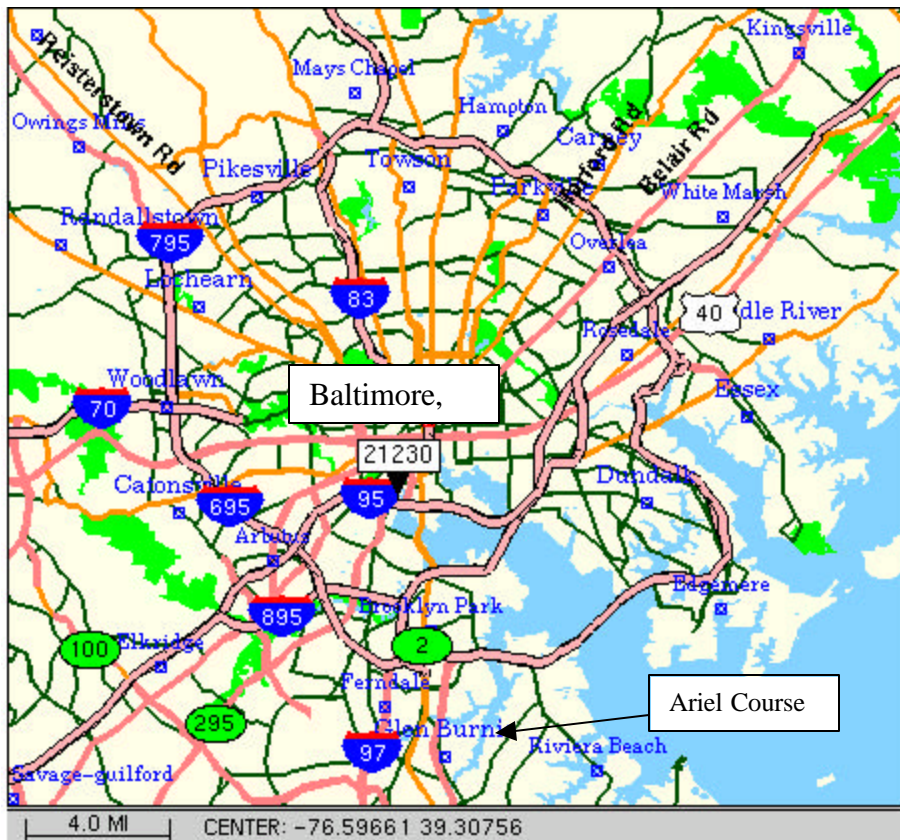 Kingsville
Reisterstown Rd
Mays Chapel
Hampton
Harford Rd
Carney
Belair Rd
Owings Mills
Pikesville
Towson
Parkville
White Marsh
Randallstown
795
Overlea
Lochearn
83
40
dle River
Rosedale
Woodlawn
Baltimore,
70
Essex
21230
Catonsville
695
95
Dundalk
Arbutus
Edgemere
895
Brooklyn Park
100
Elkridge
2
Ferndale
Ariel Course
295
Glen Burni
97
Riviera Beach
Savage-guilford
4.0 MI
CENTER: -76.59661 39.30756